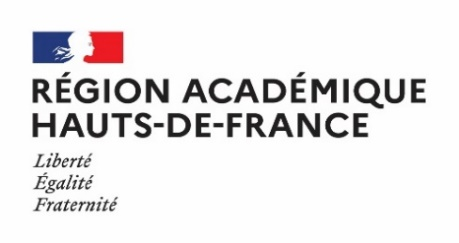 RÉGION ACADÉMIQUE
HAUTS-DE-FRANCE
Liberté
Égalité
Fraternité